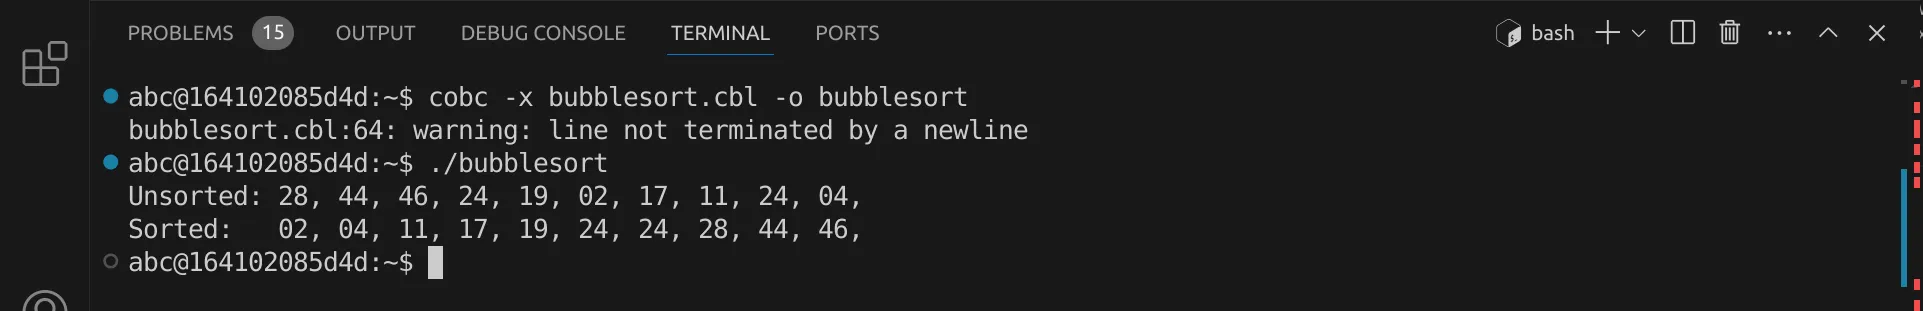 PROBLEMS 15 OUTPUT DEBUG CONSOLE TERMINAL PORTS bash
abc@164102085d4d:~$ cobc -x bubblesort.cbl -o bubblesort
bubblesort.cbl:64: warning: line not terminated by a newline
abc@164102085d4d:~$ ./bubblesort
Unsorted: 28, 44, 46, 24, 19, 02, 17, 11, 24, 04,
Sorted:   02, 04, 11, 17, 19, 24, 24, 28, 44, 46,
abc@164102085d4d:~$